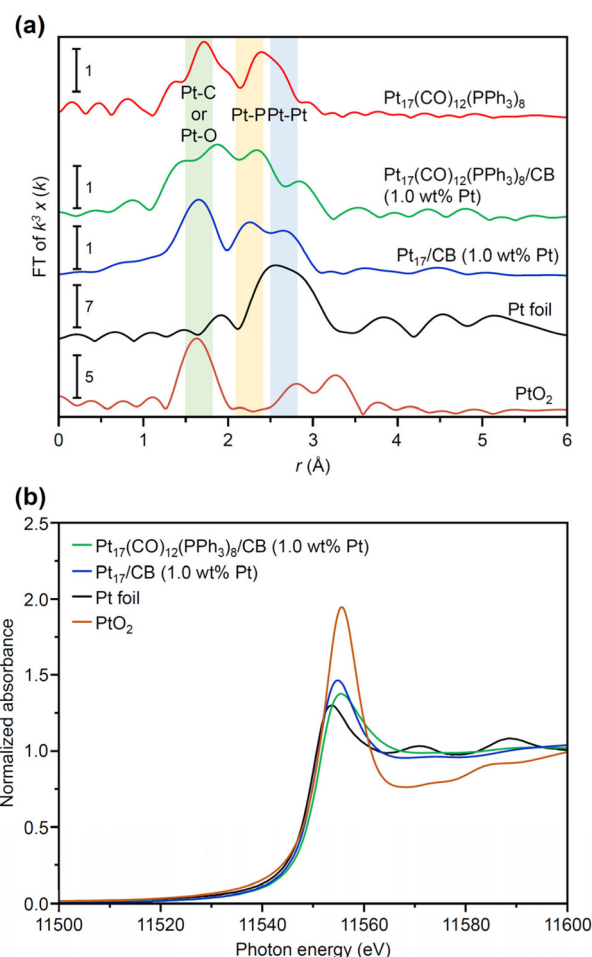 (a)
FT of k³ x (k)
1
Pt-C
or
Pt-O
Pt-P
Pt-Pt
Pt₁₇(CO)₁₂(PPh₃)₈
1
Pt₁₇(CO)₁₂(PPh₃)₈/CB
(1.0 wt% Pt)
1
Pt₁₇/CB (1.0 wt% Pt)
7
Pt foil
5
PtO₂
0 1 2 3 4 5 6
r (Å)
(b)
Normalized absorbance
2.5
2.0
1.5
1.0
0.5
0.0
Pt₁₇(CO)₁₂(PPh₃)₈/CB (1.0 wt% Pt)
Pt₁₇/CB (1.0 wt% Pt)
Pt foil
PtO₂
11500 11520 11540 11560 11580 11600
Photon energy (eV)